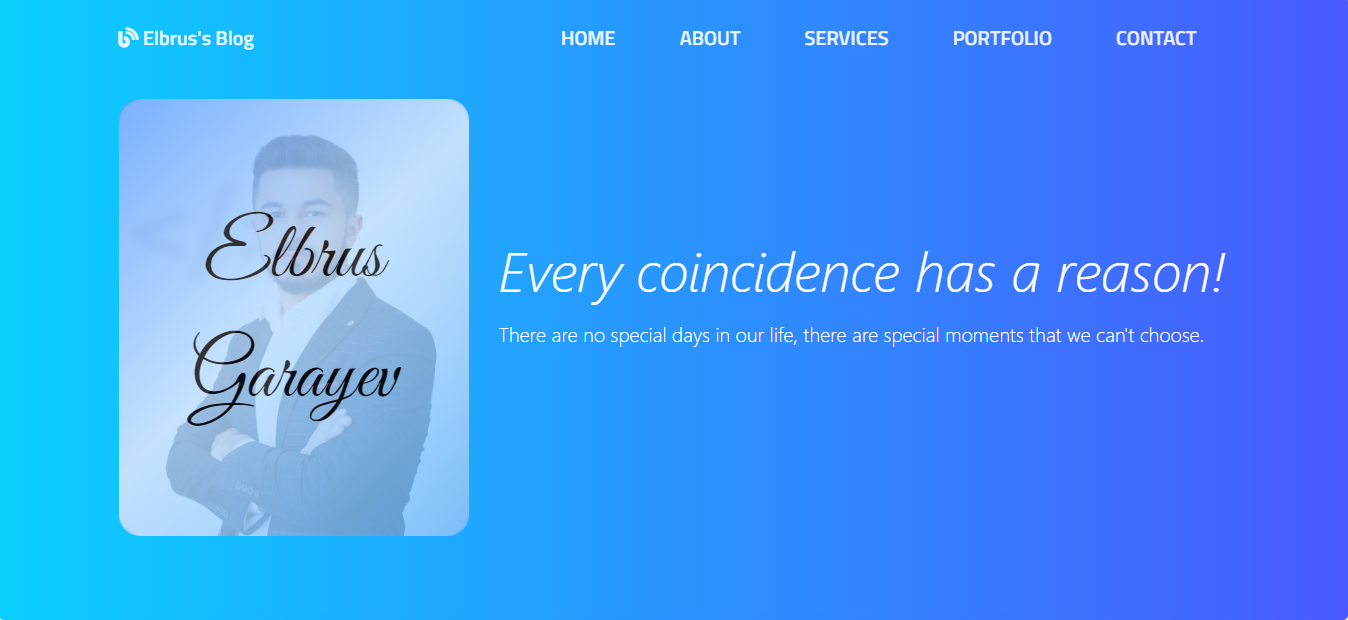 Elbrus's Blog
HOME ABOUT SERVICES PORTFOLIO CONTACT
Elbrus
Garayev
Every coincidence has a reason!
There are no special days in our life, there are special moments that we can't choose.